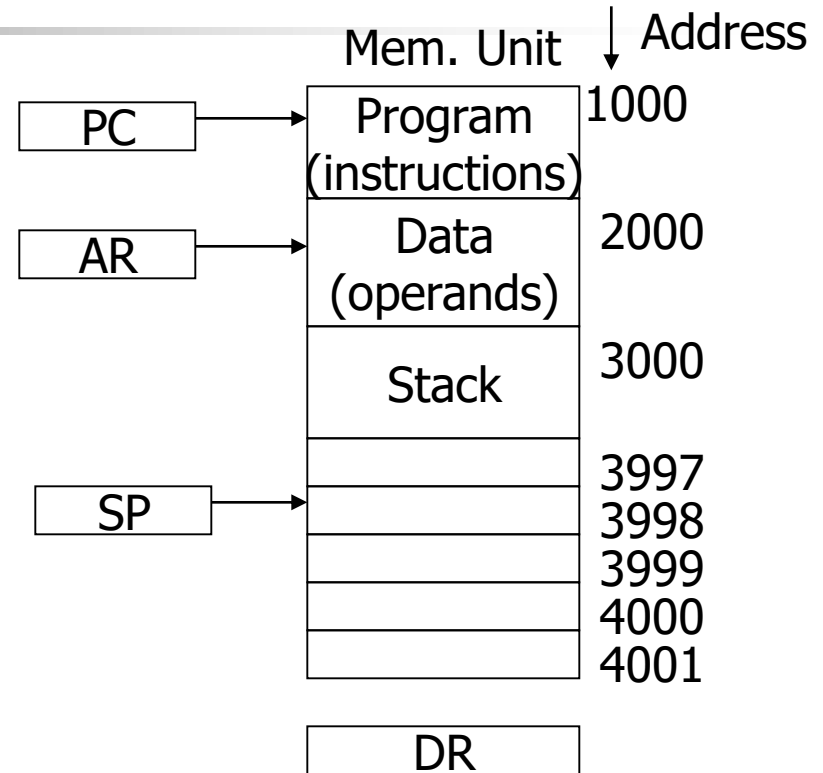 Mem. Unit
Address
PC
Program
(instructions)
1000
AR
Data
(operands)
2000
Stack
3000
3997
SP
3998
3999
4000
4001
DR